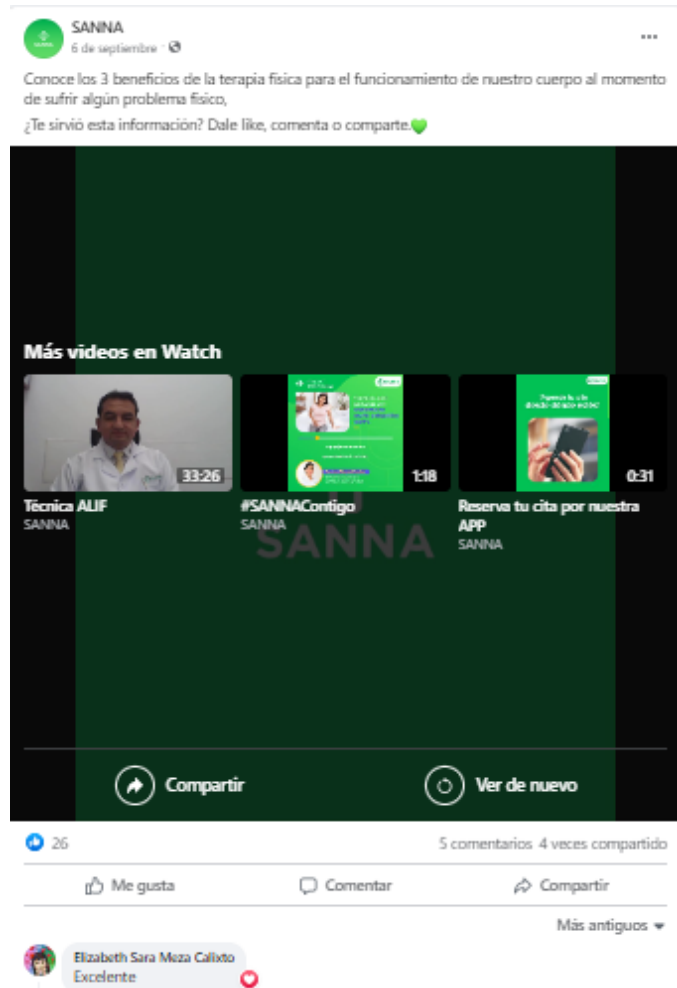 SANNA
6 de septiembre ·
Conoce los 3 beneficios de la terapia física para el funcionamiento de nuestro cuerpo al momento
de sufrir algún problema físico,
¿Te sirvió esta información? Dale like, comenta o comparte.
Más videos en Watch
33:26
1:18
0:31
Técnica ALIF
SANNA
#SANNAContigo
SANNA
Reserva tu cita por nuestra
APP
SANNA
SANNA
Compartir
Ver de nuevo
26
5 comentarios 4 veces compartido
Me gusta
Comentar
Compartir
Más antiguos
Elizabeth Sara Meza Calixto
Excelente